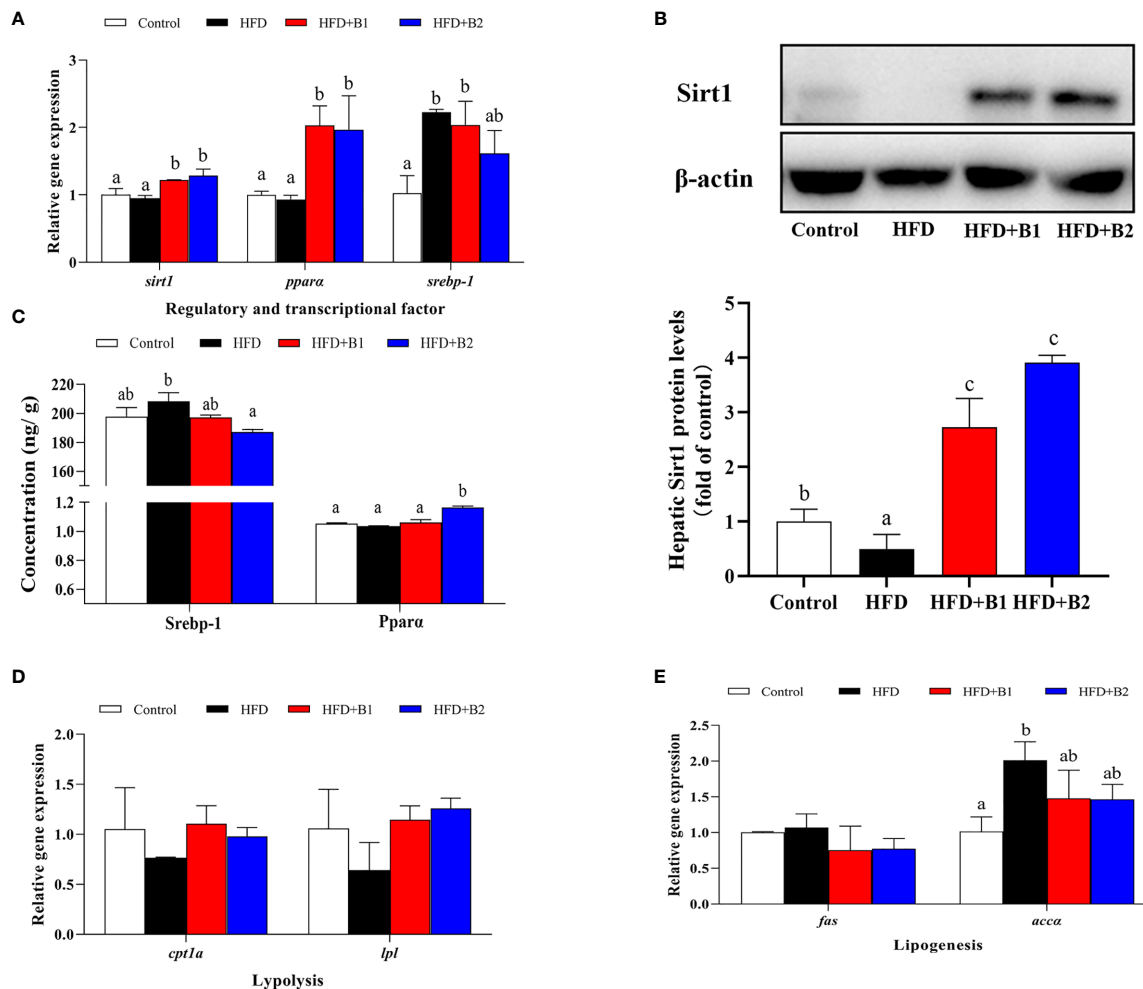 A
Control HFD HFD+B1 HFD+B2
Relative gene expression
3
2
1
0
a a b b
a a b b
a b b ab
sirt1 pparα srebp-1
Regulatory and transcriptional factor
B
Sirt1
β-actin
Control HFD HFD+B1 HFD+B2
Hepatic Sirt1 protein levels
(fold of control)
5
4
3
2
1
0
b a c c
Control HFD HFD+B1 HFD+B2
C
Control HFD HFD+B1 HFD+B2
Concentration (ng/ g)
220
200
180
160
1.2
1.0
0.8
0.6
ab b ab a
a a a b
Srebp-1 Pparα
D
Control HFD HFD+B1 HFD+B2
Relative gene expression
2.0
1.5
1.0
0.5
0.0
cpt1a lpl
Lypolysis
E
Control HFD HFD+B1 HFD+B2
Relative gene expression
2.5
2.0
1.5
1.0
0.5
0.0
a b ab ab
fas accα
Lipogenesis